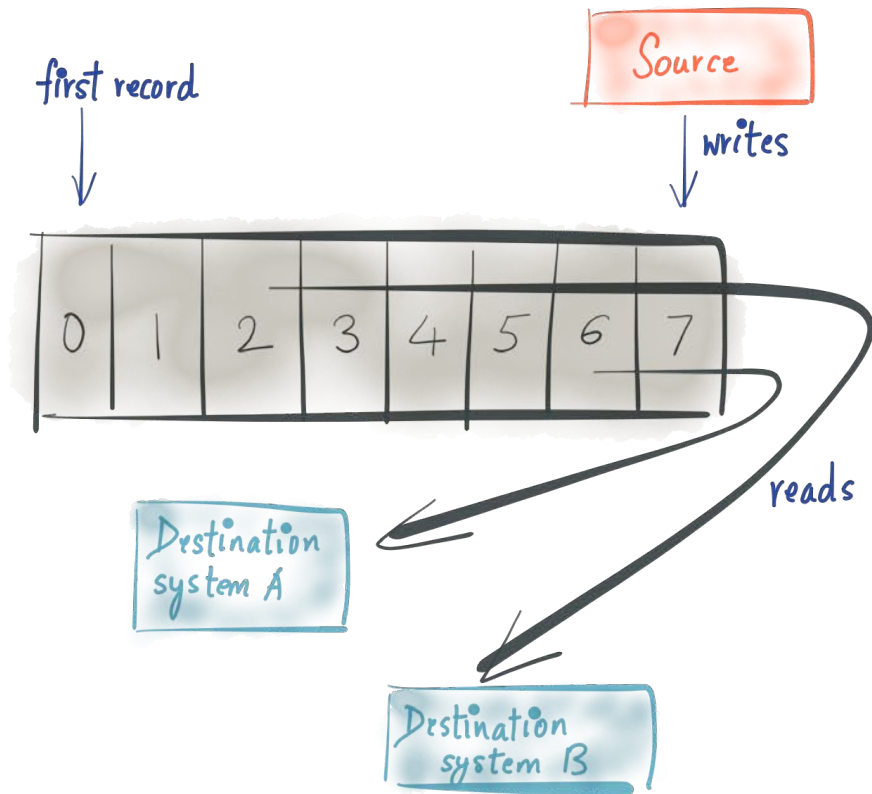 Source
first record
writes
0 1 2 3 4 5 6 7
reads
Destination
system A
Destination
system B